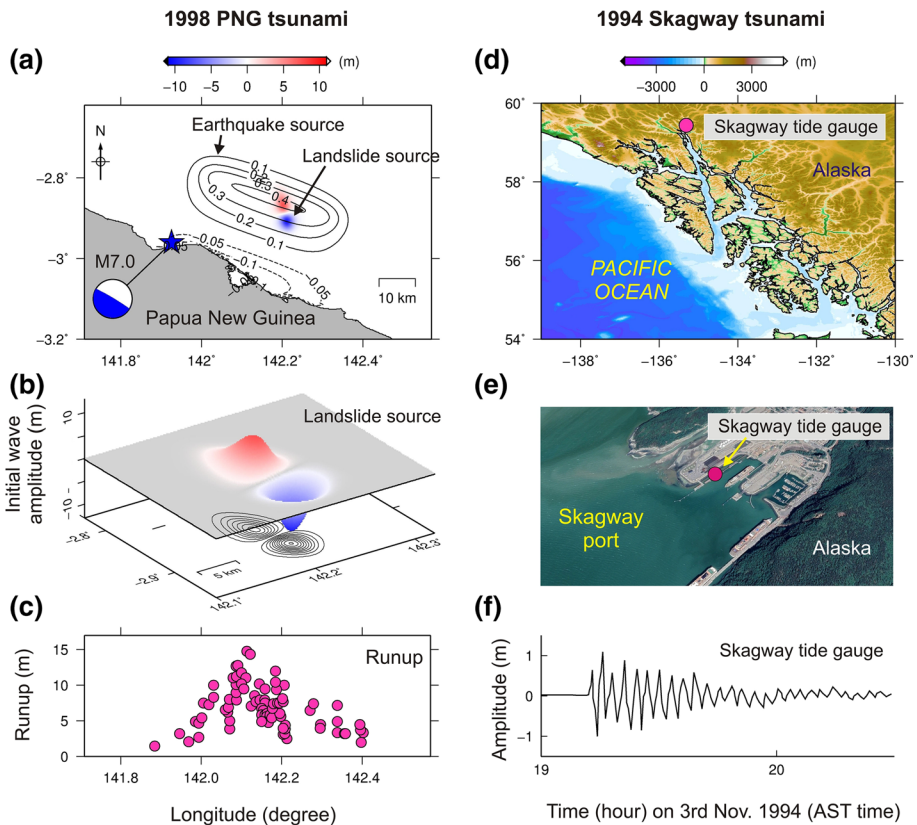 1998 PNG tsunami
1994 Skagway tsunami
(a)
−10 −5 0 5 10 (m)
N
Earthquake source
Landslide source
0.1
0.3
0.4
0.3
0.2
0.1
−0.05
−0.1
−0.05
M7.0
10 km
Papua New Guinea
−2.8°
−3°
−3.2°
141.8° 142° 142.2° 142.4°
(d)
−3000 0 3000 (m)
60°
58°
56°
54°
Skagway tide gauge
Alaska
PACIFIC
OCEAN
−138° −136° −134° −132° −130°
(b)
Landslide source
Initial wave
amplitude (m)
10
0
−10
−2.8°
−2.9°
5 km
142.1°
142.2°
142.3°
(e)
Skagway tide gauge
Skagway
port
Alaska
(c)
Runup
Runup (m)
15
10
5
0
141.8 142.0 142.2 142.4
Longitude (degree)
(f)
Skagway tide gauge
Amplitude (m)
1
0
−1
19 20
Time (hour) on 3rd Nov. 1994 (AST time)